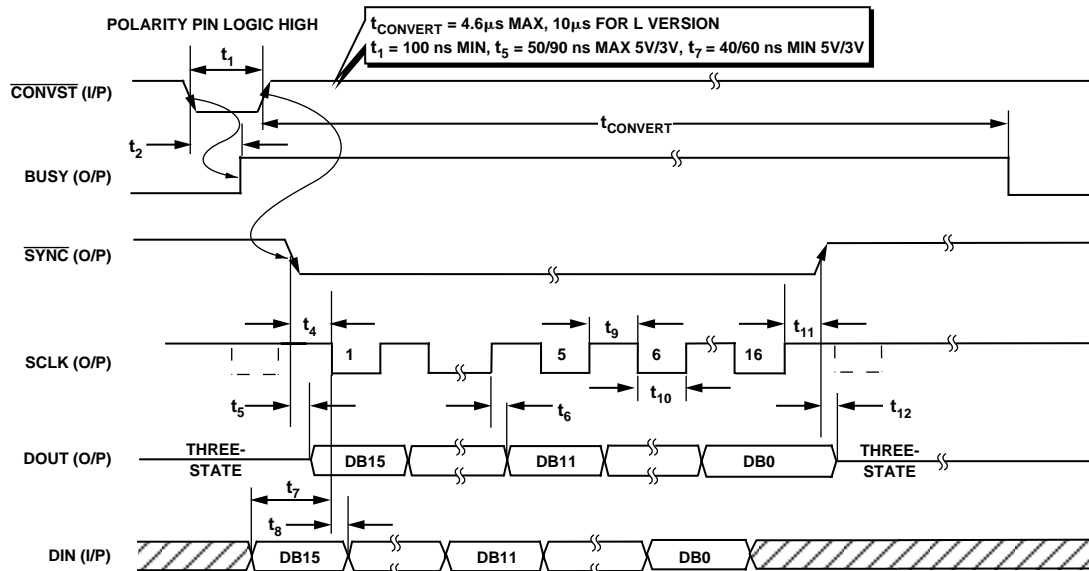 POLARITY PIN LOGIC HIGH
tCONVERT = 4.6μs MAX, 10μs FOR L VERSION
t1 = 100 ns MIN, t5 = 50/90 ns MAX 5V/3V, t7 = 40/60 ns MIN 5V/3V
t1
CONVST (I/P)
tCONVERT
t2
BUSY (O/P)
SYNC (O/P)
t4
t9
t11
SCLK (O/P)
1
5
6
16
t10
t5
t6
t12
DOUT (O/P)
THREE-
STATE
DB15
DB11
DB0
THREE-
STATE
t7
t8
DIN (I/P)
DB15
DB11
DB0